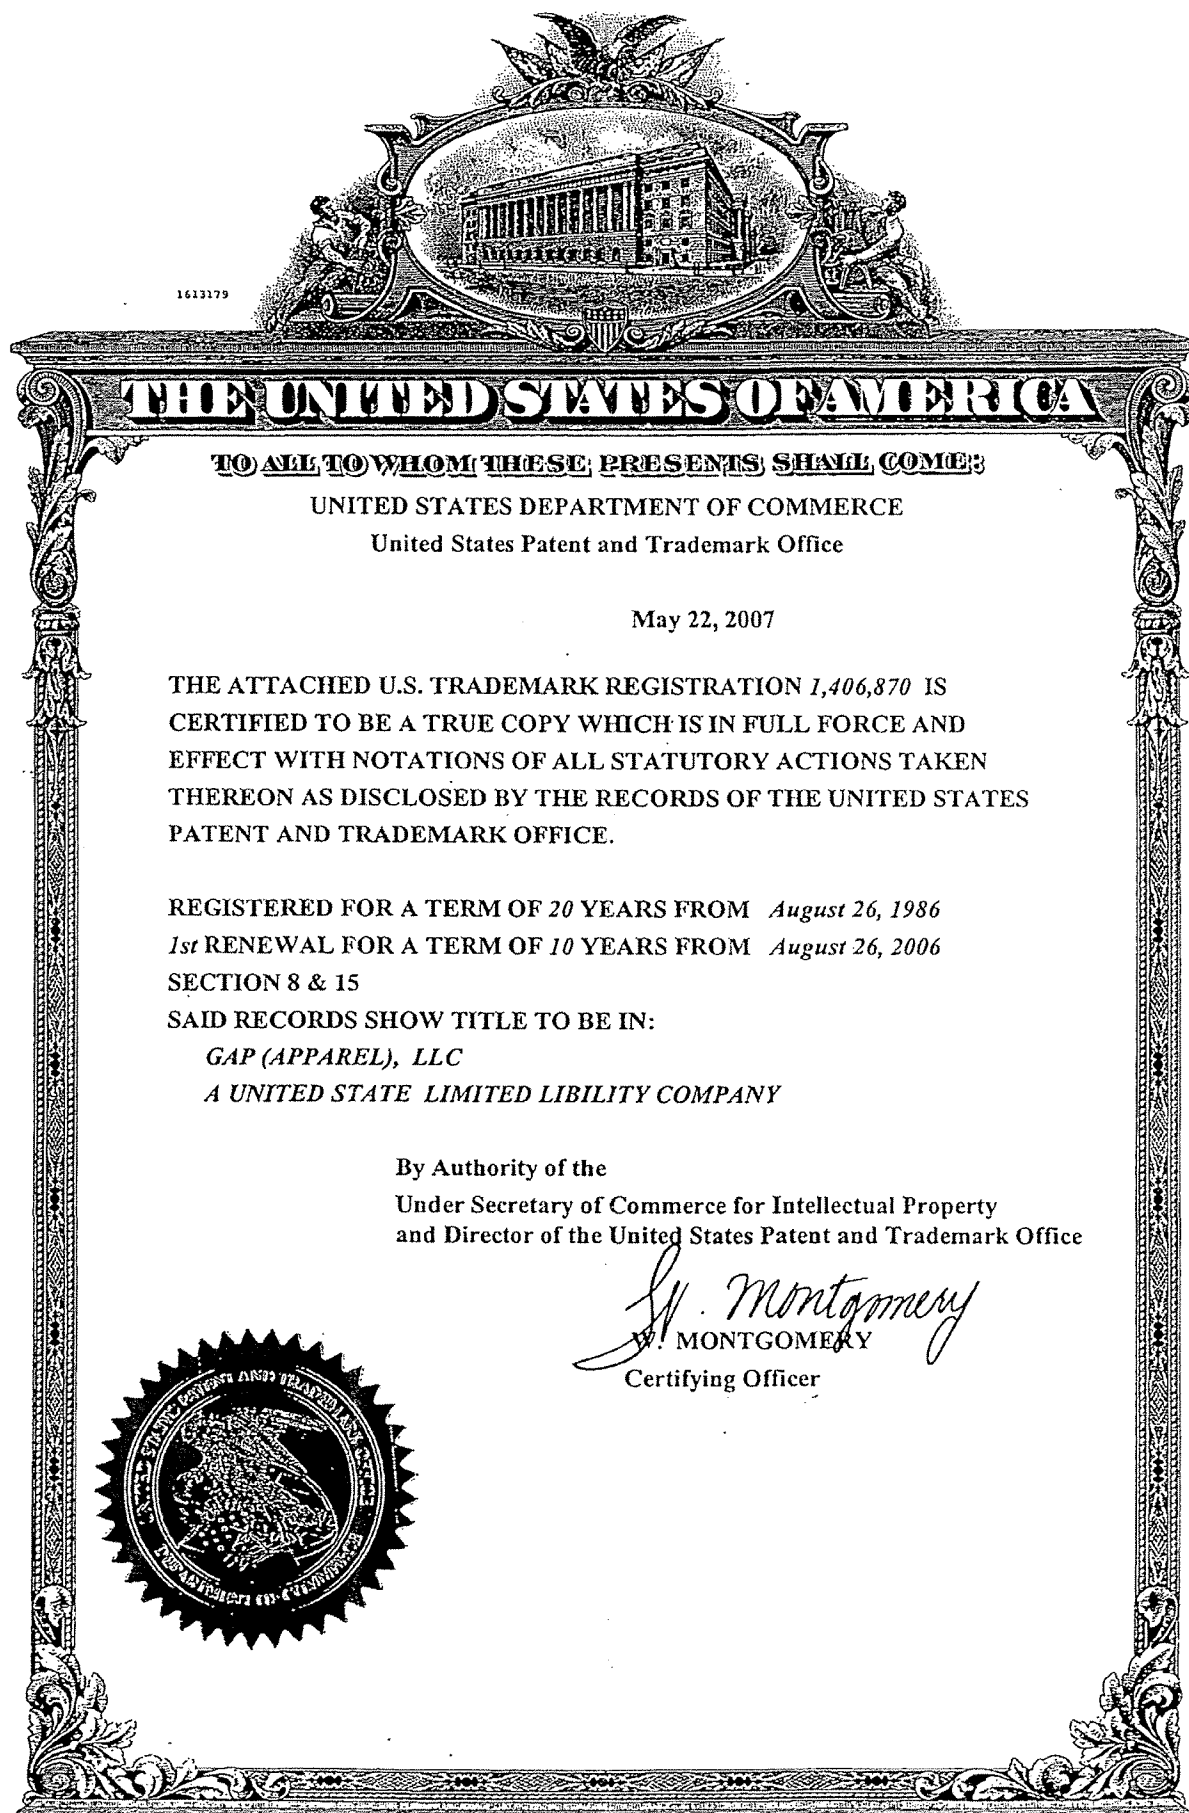 1613179
THE UNITED STATES OF AMERICA
TO ALL TO WHOM THESE PRESENTS SHALL COME:
UNITED STATES DEPARTMENT OF COMMERCE
United States Patent and Trademark Office
May 22, 2007
THE ATTACHED U.S. TRADEMARK REGISTRATION 1,406,870 IS
CERTIFIED TO BE A TRUE COPY WHICH IS IN FULL FORCE AND
EFFECT WITH NOTATIONS OF ALL STATUTORY ACTIONS TAKEN
THEREON AS DISCLOSED BY THE RECORDS OF THE UNITED STATES
PATENT AND TRADEMARK OFFICE.
REGISTERED FOR A TERM OF 20 YEARS FROM August 26, 1986
1st RENEWAL FOR A TERM OF 10 YEARS FROM August 26, 2006
SECTION 8 & 15
SAID RECORDS SHOW TITLE TO BE IN:
GAP (APPAREL), LLC
A UNITED STATE LIMITED LIBILITY COMPANY
By Authority of the
Under Secretary of Commerce for Intellectual Property
and Director of the United States Patent and Trademark Office
W. Montgomery
W. MONTGOMERY
Certifying Officer
PATENT AND